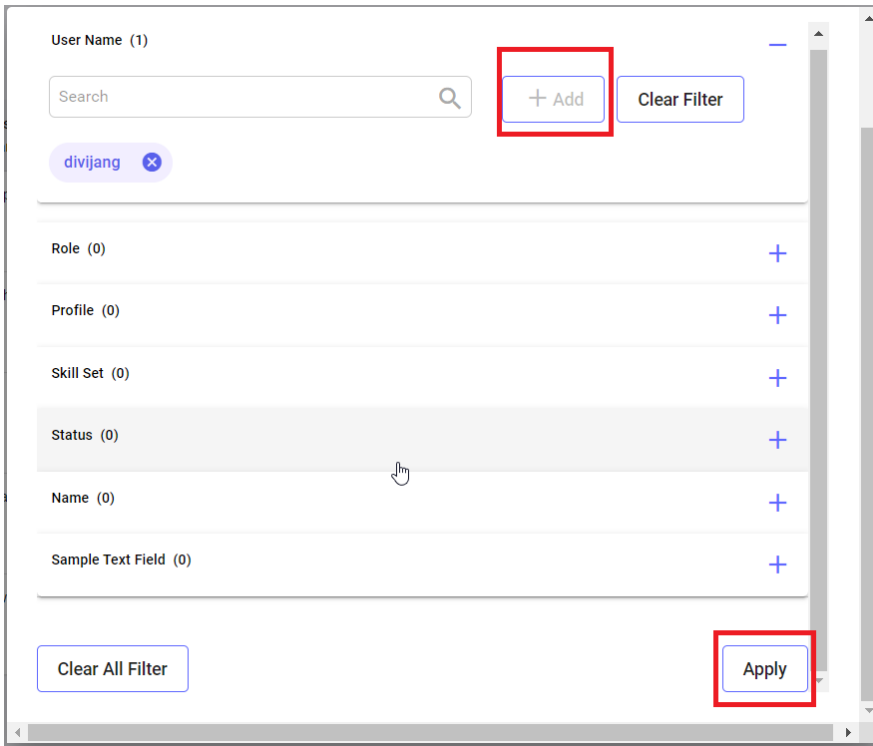 User Name (1)
Search + Add Clear Filter
divijang
Role (0)
Profile (0)
Skill Set (0)
Status (0)
Name (0)
Sample Text Field (0)
Clear All Filter Apply